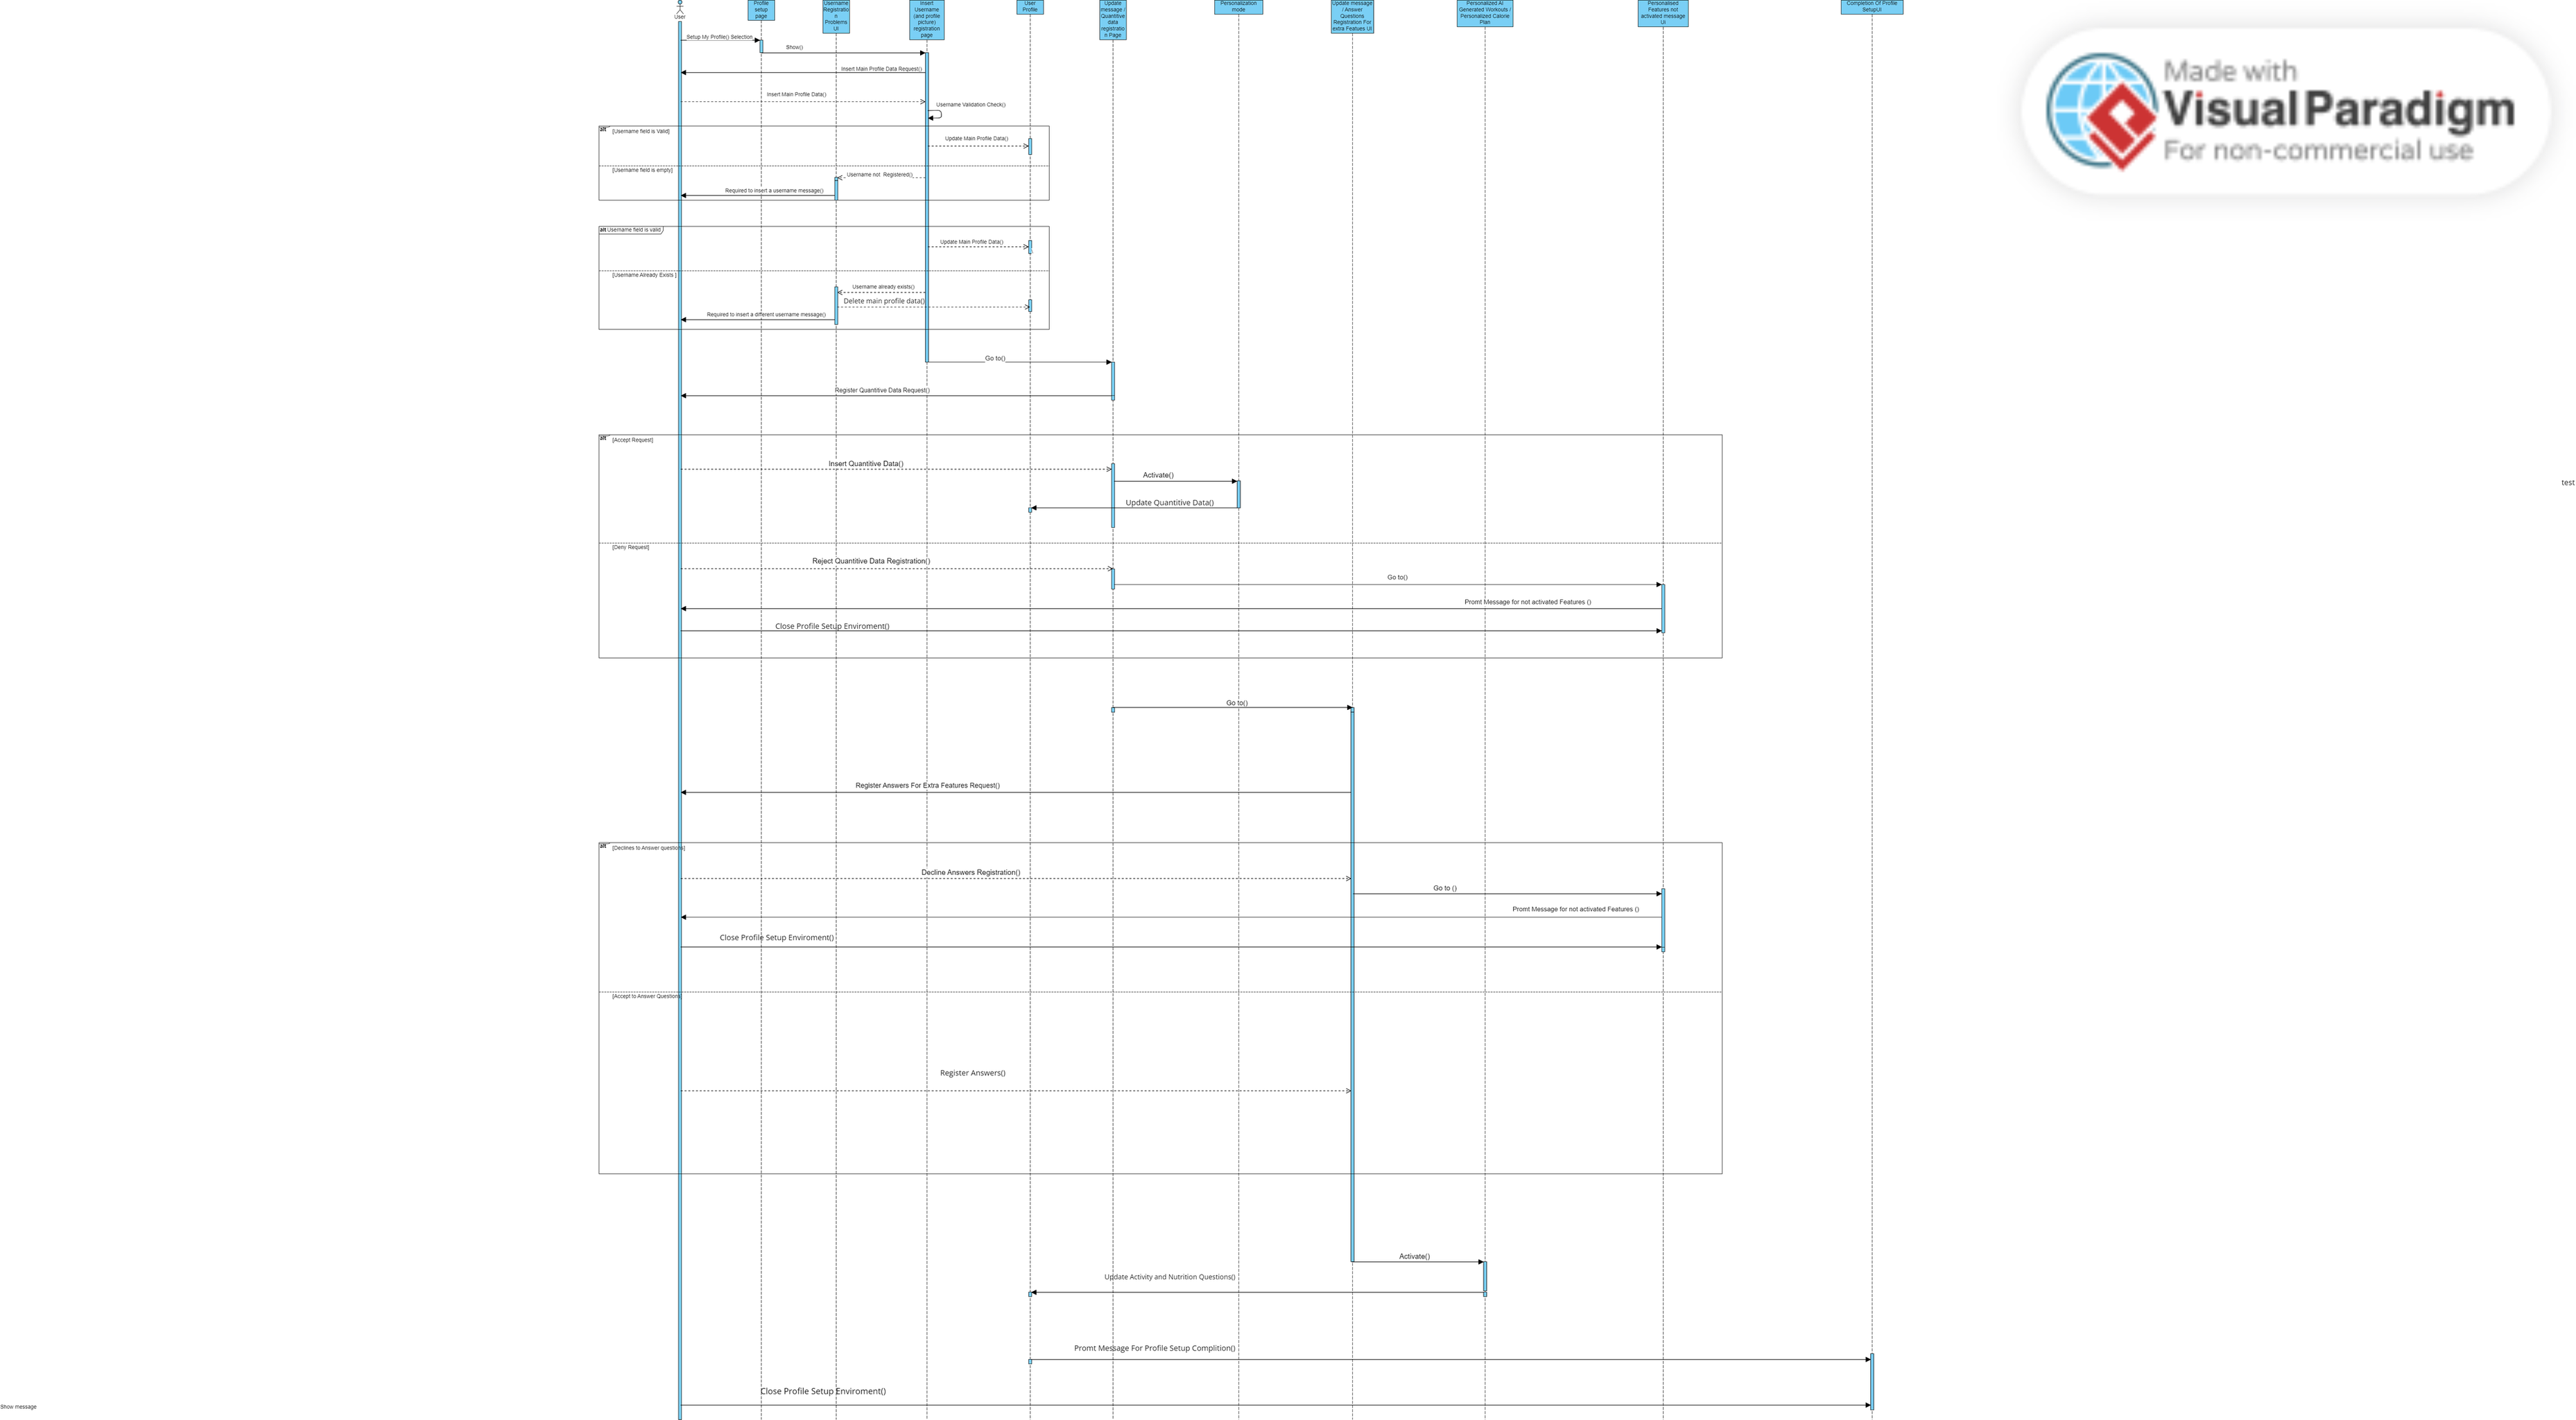 User
Profile
setup
page
Username
Registratio
n
Problems
UI
Insert
Username
(and profile
picture)
registration
page
User
Profile
Update
message /
Quantitive
data
registratio
n Page
Personalization
mode
Update message
/ Answer
Questions
Registration For
extra Featues UI
Personalized AI
Generated Workouts /
Personalized Calorie
Plan
Personalised
Features not
activated message
UI
Completion Of Profile
SetupUI
Made with
Visual Paradigm
For non-commercial use
Setup My Profile() Selection
Show()
Insert Main Profile Data Request()
Insert Main Profile Data()
Username Validation Check()
alt
[Username field is Valid]
Update Main Profile Data()
[Username field is empty]
Username not Registered()
Required to insert a username message()
alt Username field is valid
Update Main Profile Data()
[Username Already Exists ]
Username already exists()
Delete main profile data()
Required to insert a different username message()
Go to()
Register Quantitive Data Request()
alt
[Accept Request]
Insert Quantitive Data()
Activate()
test
Update Quantitive Data()
[Deny Request]
Reject Quantitive Data Registration()
Go to()
Promt Message for not activated Features ()
Close Profile Setup Enviroment()
Go to()
Register Answers For Extra Features Request()
alt
[Declines to Answer questions]
Decline Answers Registration()
Go to ()
Promt Message for not activated Features ()
Close Profile Setup Enviroment()
[Accept to Answer Questions]
Register Answers()
Activate()
Update Activity and Nutrition Questions()
Promt Message For Profile Setup Complition()
Close Profile Setup Enviroment()
Show message